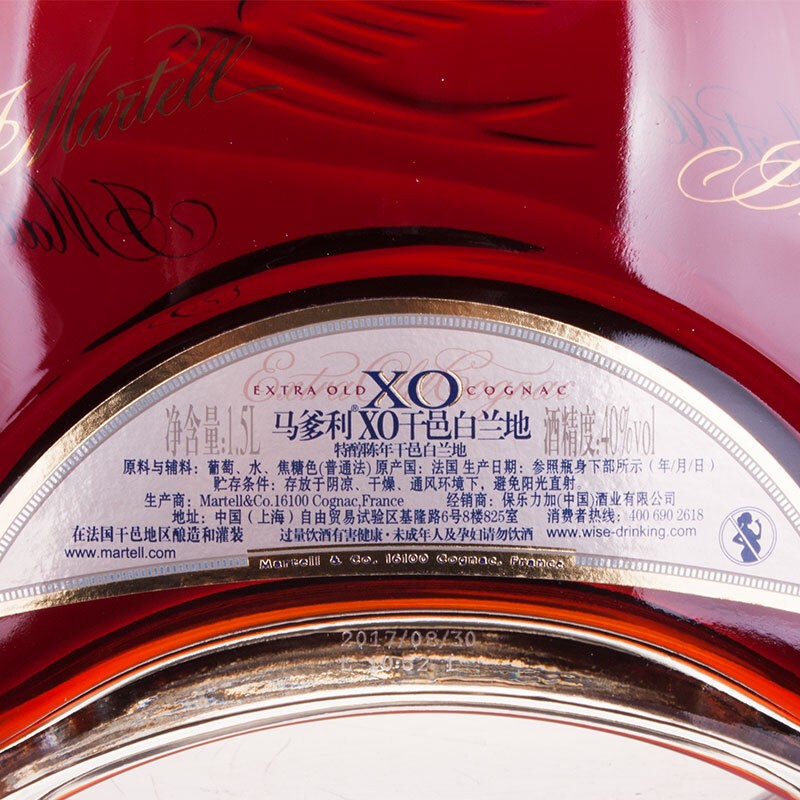 Martell
EXTRA OLD XO COGNAC
净含量:1.5L 马爹利®XO干邑白兰地 酒精度:40%vol
特醇陈年干邑白兰地
原料与辅料：葡萄、水、焦糖色(普通法) 原产国：法国 生产日期：参照瓶身下部所示（年/月/日）
贮存条件：存放于阴凉、干燥、通风环境下，避免阳光直射
生产商：Martell&Co.16100 Cognac,France 经销商：保乐力加(中国)酒业有限公司
地址：中国（上海）自由贸易试验区基隆路6号8楼825室 消费者热线：400 690 2618
在法国干邑地区酿造和灌装 过量饮酒有害健康·未成年人及孕妇请勿饮酒 www.wise-drinking.com
www.martell.com
Martell & Co. 16100 Cognac, France
2017/08/30